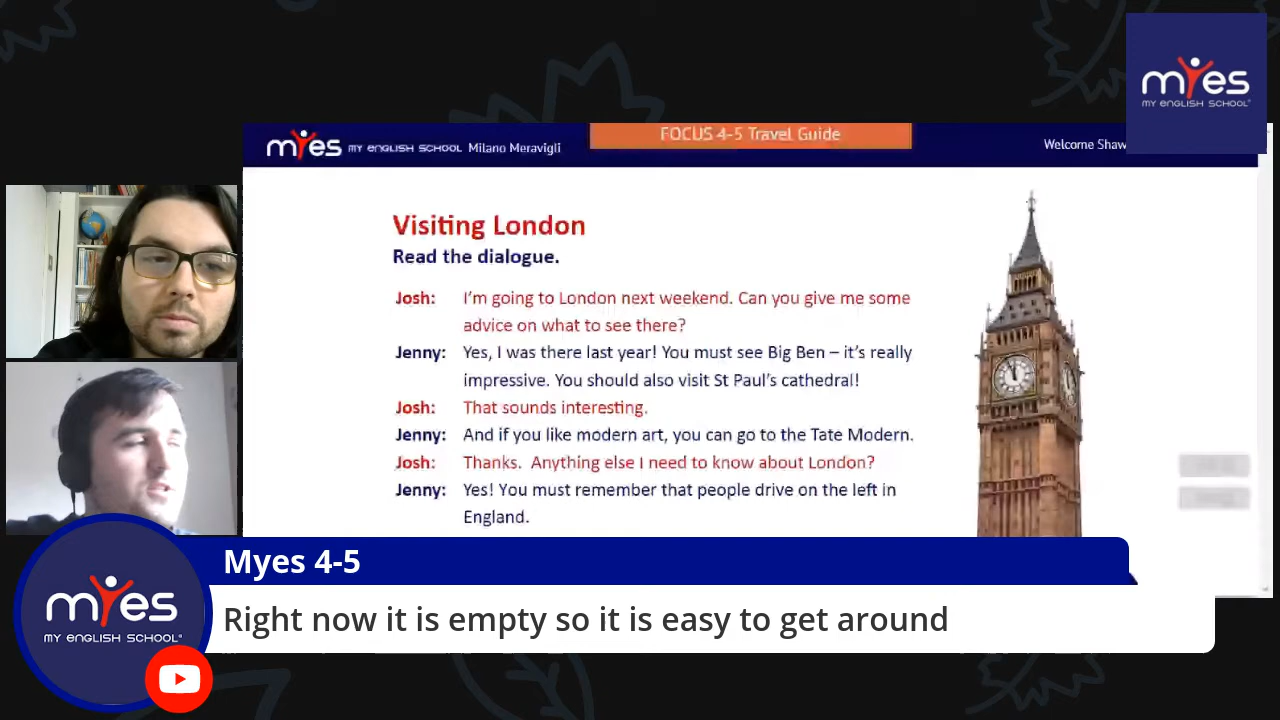 myes
MY ENGLISH SCHOOL
FOCUS 4-5 Travel Guide
myes MY ENGLISH SCHOOL Milano Meravigli
Welcome Shaw
Visiting London
Read the dialogue.
Josh: I'm going to London next weekend. Can you give me some
advice on what to see there?
Jenny: Yes, I was there last year! You must see Big Ben – it's really
impressive. You should also visit St Paul's cathedral!
Josh: That sounds interesting.
Jenny: And if you like modern art, you can go to the Tate Modern.
Josh: Thanks. Anything else I need to know about London?
Jenny: Yes! You must remember that people drive on the left in
England.
Myes 4-5
Right now it is empty so it is easy to get around
myes
MY ENGLISH SCHOOL